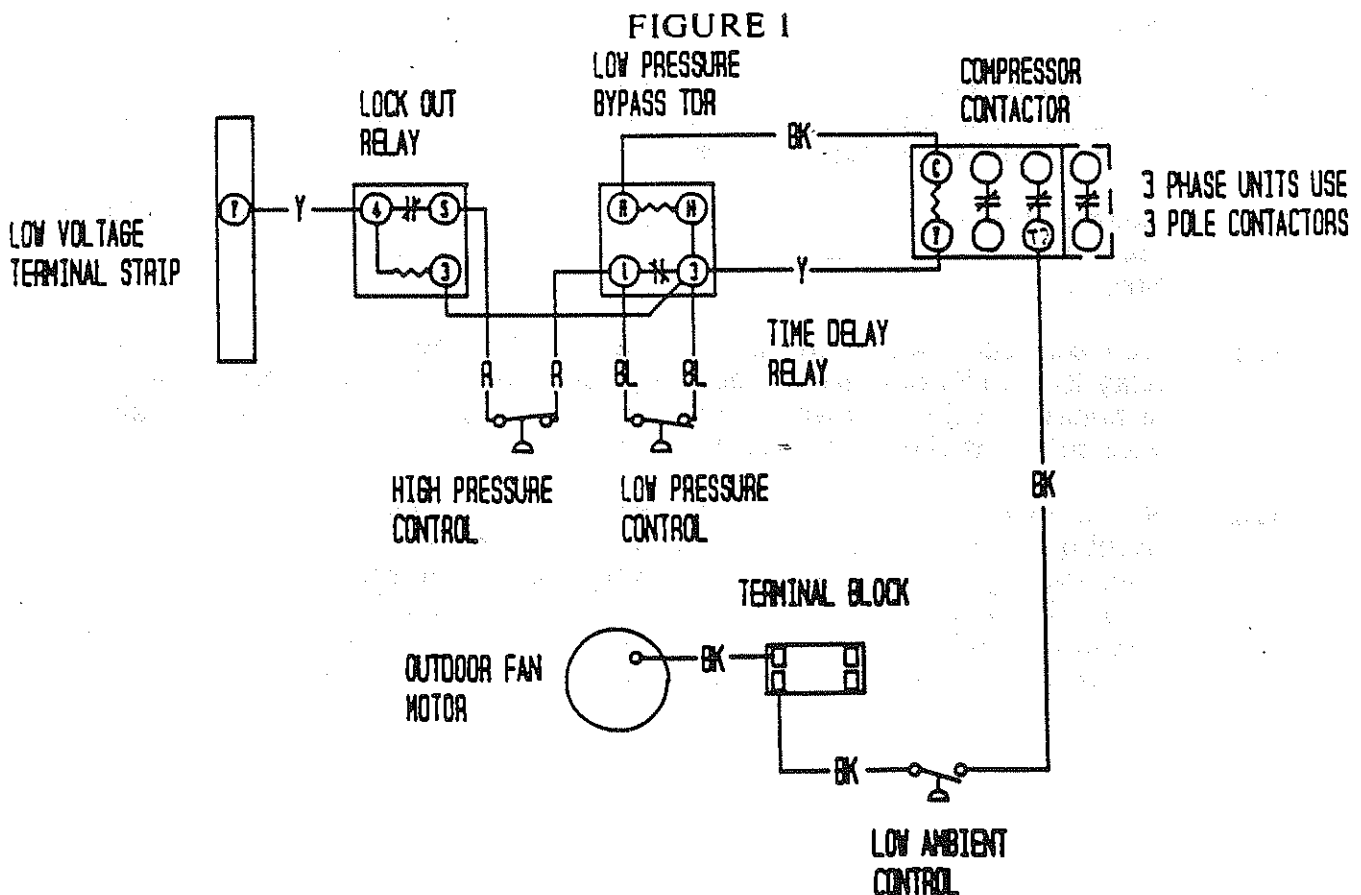 FIGURE 1
LOW PRESSURE
BYPASS TDR
COMPRESSOR
CONTACTOR
LOCK OUT
RELAY
BK
C
3 PHASE UNITS USE
3 POLE CONTACTORS
Y
Y
4
5
H
LOW VOLTAGE
TERMINAL STRIP
3
1
3
Y
Y
T2
TIME DELAY
RELAY
R
R
BL
BL
HIGH PRESSURE
CONTROL
LOW PRESSURE
CONTROL
BK
TERMINAL BLOCK
OUTDOOR FAN
MOTOR
BK
BK
LOW AMBIENT
CONTROL